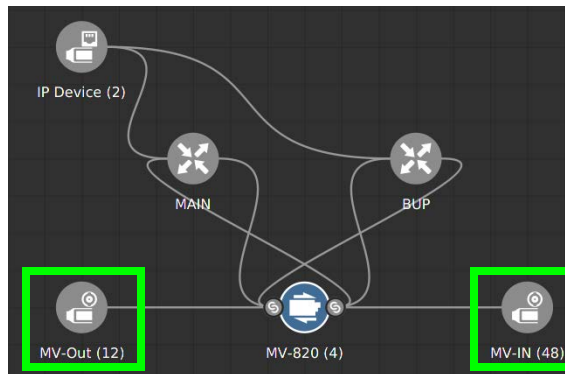 IP Device (2)
MAIN
BUP
MV-Out (12)
MV-820 (4)
MV-IN (48)